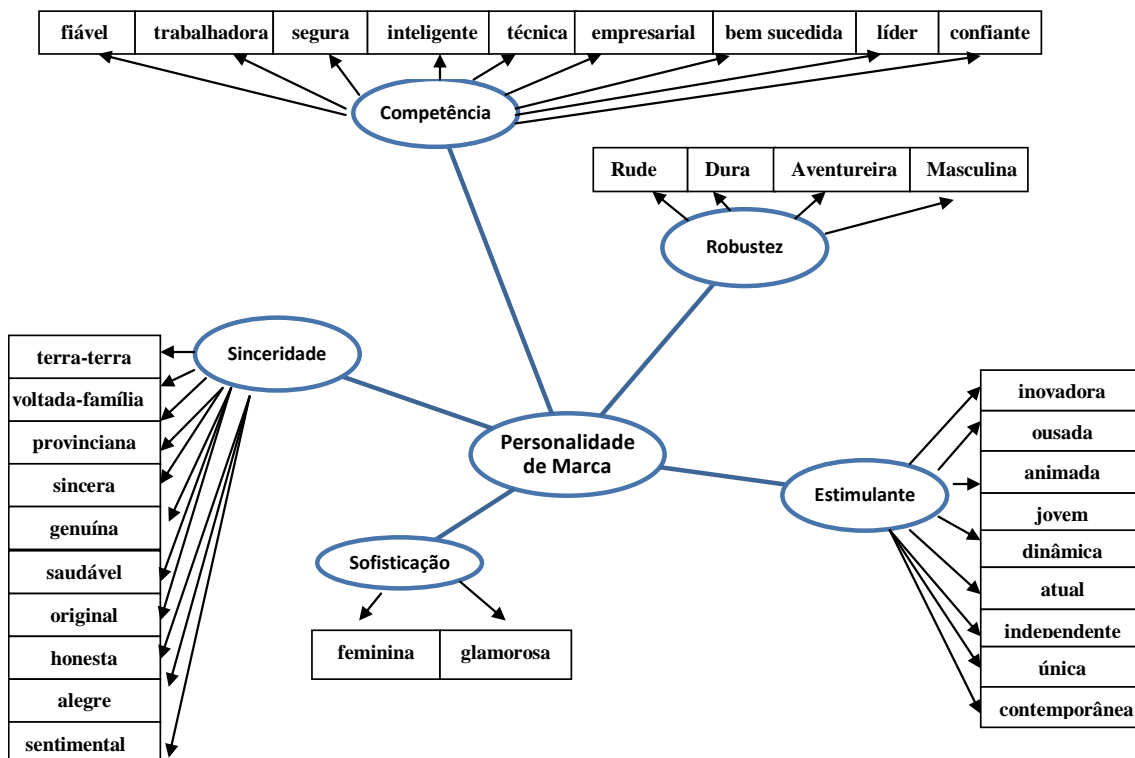 fiável trabalhadora segura inteligente técnica empresarial bem sucedida líder confiante
Competência
Rude Dura Aventureira Masculina
Robustez
Sinceridade
terra-terra
voltada-família
provinciana
sincera
genuína
saudável
original
honesta
alegre
sentimental
Personalidade
de Marca
Estimulante
inovadora
ousada
animada
jovem
dinâmica
atual
independente
única
contemporânea
Sofisticação
feminina glamorosa